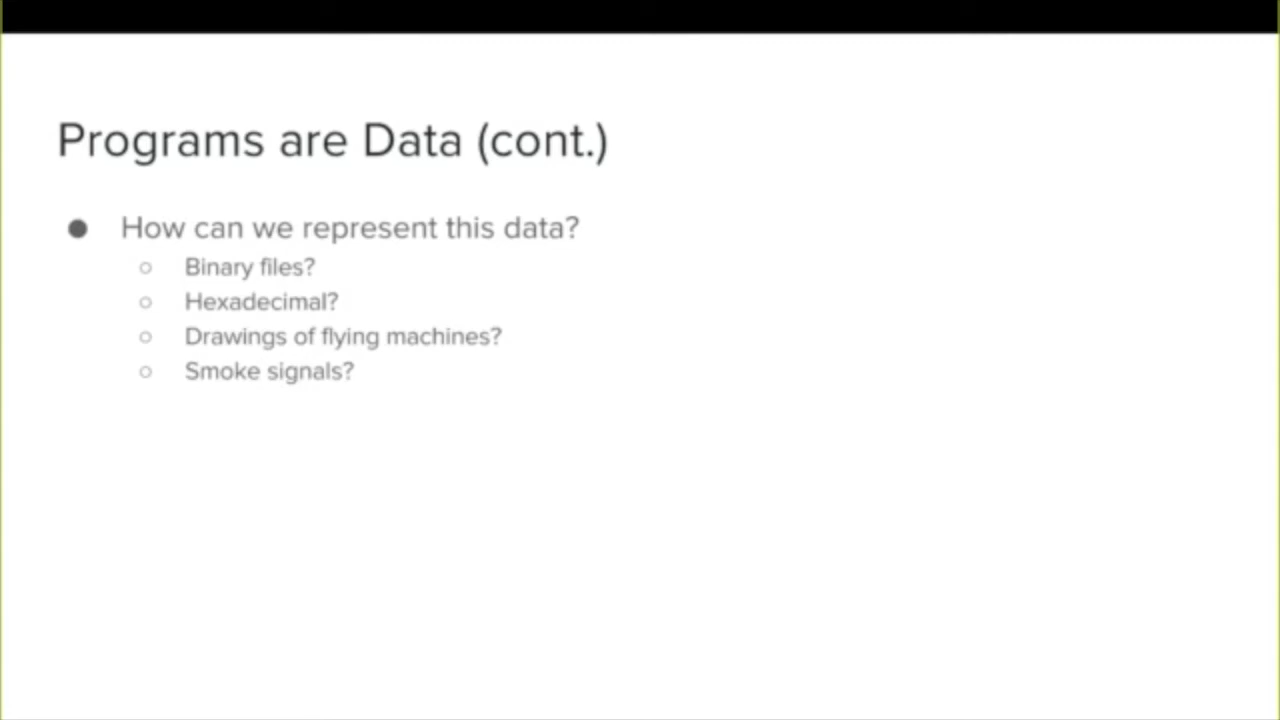 Programs are Data (cont.)
● How can we represent this data?
○ Binary files?
○ Hexadecimal?
○ Drawings of flying machines?
○ Smoke signals?